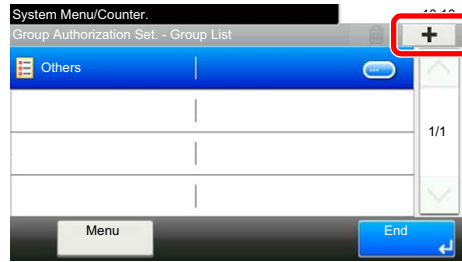 System Menu/Counter.
Group Authorization Set. - Group List
Others
1/1
Menu
End